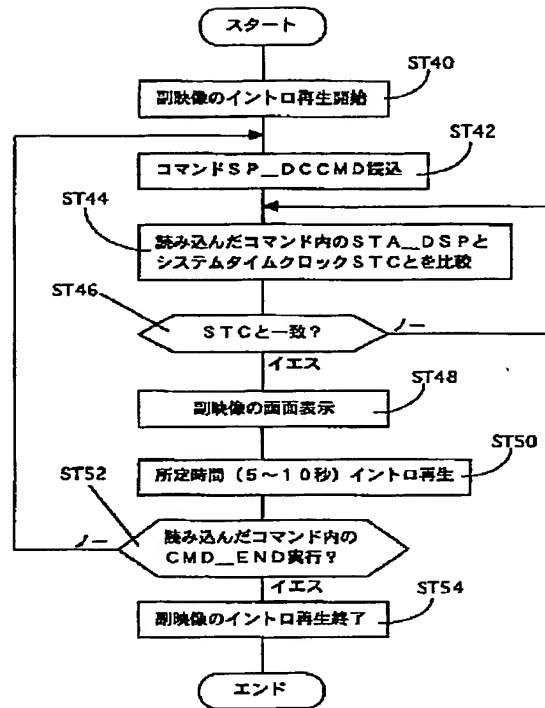 スタート
ST40
副映像のイントロ再生開始
ST42
コマンドSP__DCCMD読込
ST44
読み込んだコマンド内のSTA__DSPと
システムタイムクロックSTCとを比較
ST46
STCと一致?
ノー
イエス
ST48
副映像の画面表示
ST50
所定時間(5〜10秒)イントロ再生
ST52
読み込んだコマンド内の
CMD__END実行?
ノー
イエス
ST54
副映像のイントロ再生終了
エンド